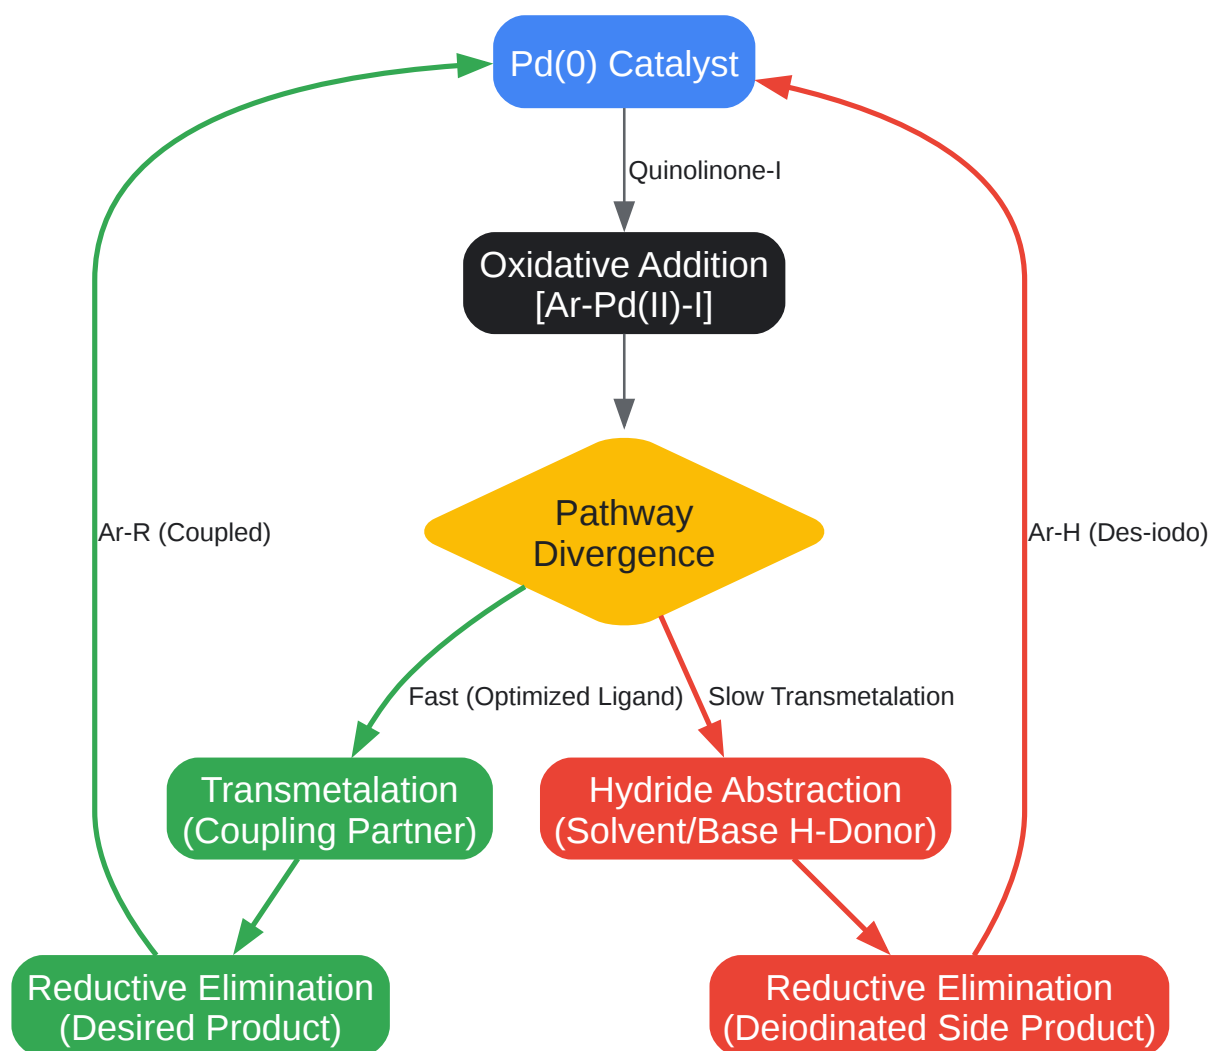 Pd(0) Catalyst
Quinolinone-I
Oxidative Addition
[Ar-Pd(II)-I]
Pathway
Divergence
Ar-R (Coupled)
Ar-H (Des-iodo)
Fast (Optimized Ligand)
Slow Transmetalation
Transmetalation
(Coupling Partner)
Hydride Abstraction
(Solvent/Base H-Donor)
Reductive Elimination
(Desired Product)
Reductive Elimination
(Deiodinated Side Product)